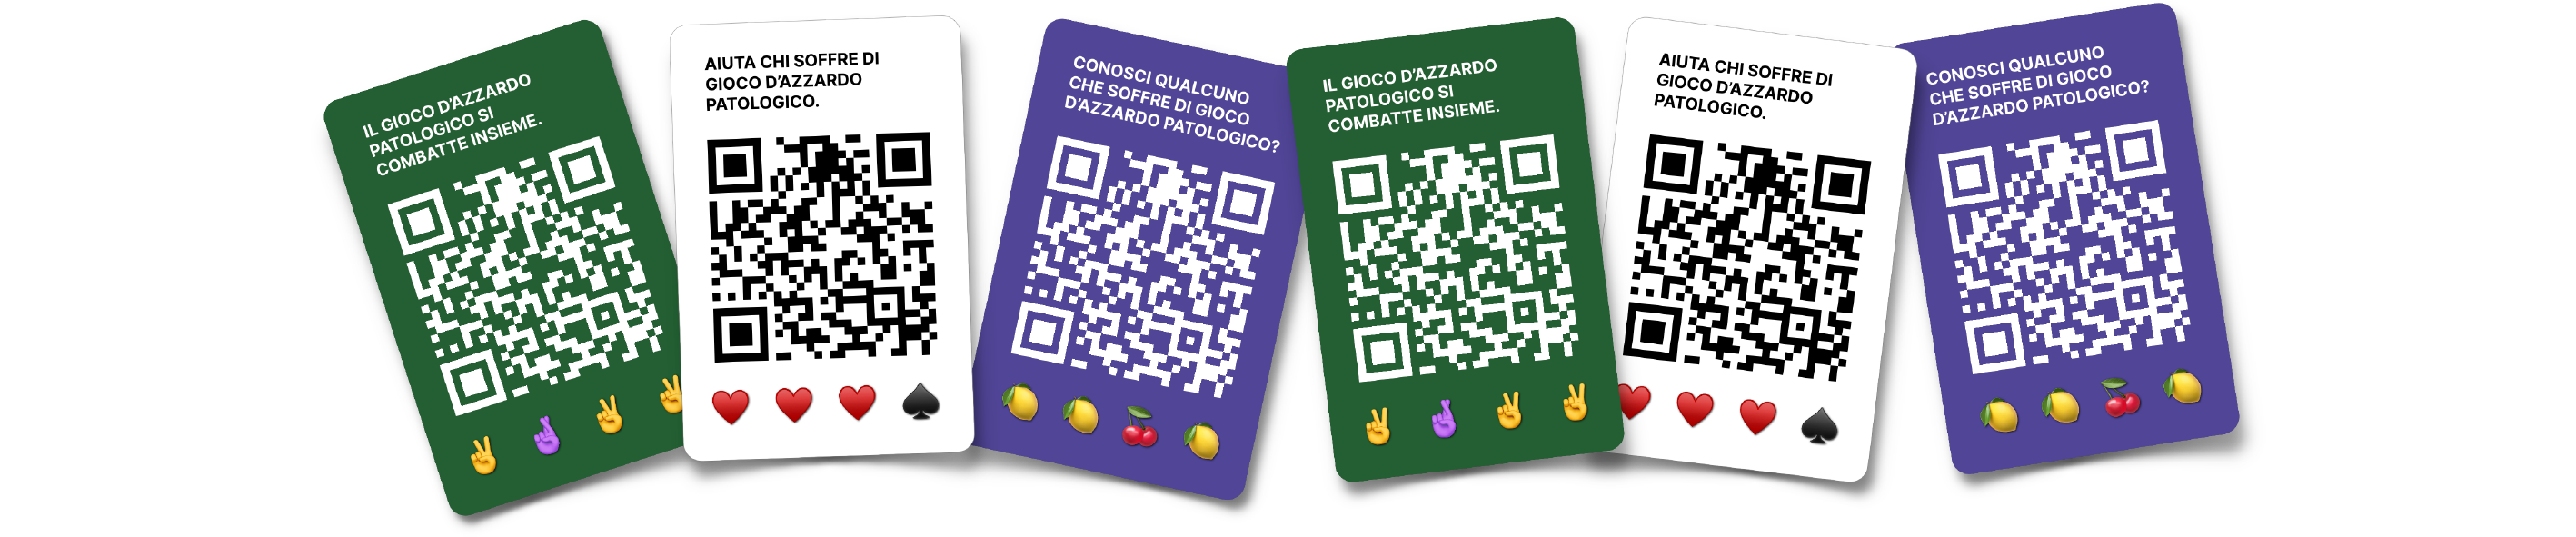 IL GIOCO D'AZZARDO
PATOLOGICO SI
COMBATTE INSIEME.
AIUTA CHI SOFFRE DI
GIOCO D'AZZARDO
PATOLOGICO.
CONOSCI QUALCUNO
CHE SOFFRE DI GIOCO
D'AZZARDO PATOLOGICO?
IL GIOCO D'AZZARDO
PATOLOGICO SI
COMBATTE INSIEME.
AIUTA CHI SOFFRE DI
GIOCO D'AZZARDO
PATOLOGICO.
CONOSCI QUALCUNO
CHE SOFFRE DI GIOCO
D'AZZARDO PATOLOGICO?